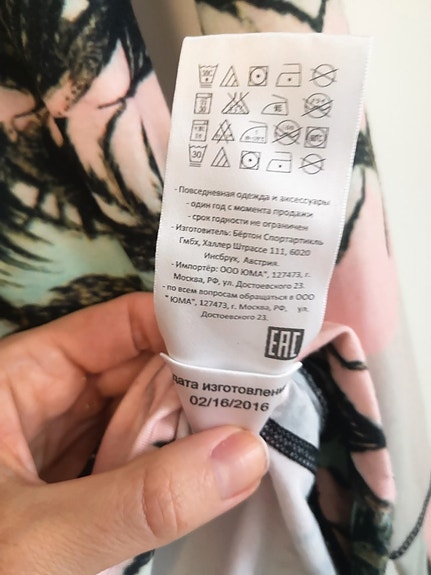 - Повседневная одежда и аксессуары
- один год с момента продажи
- срок годности не ограничен
- Изготовитель: Бёртон Спортартикль
Гмбх, Халлер Штрассе 111, 6020
Инсбрук, Австрия.
- Импортёр: ООО ЮМА", 127473, г.
Москва, РФ, ул. Достоевского 23.
- по всем вопросам обращаться в ООО
" ЮМА", 127473, г. Москва, РФ, ул.
Достоевского 23.
EAC
дата изготовлени
02/16/2016